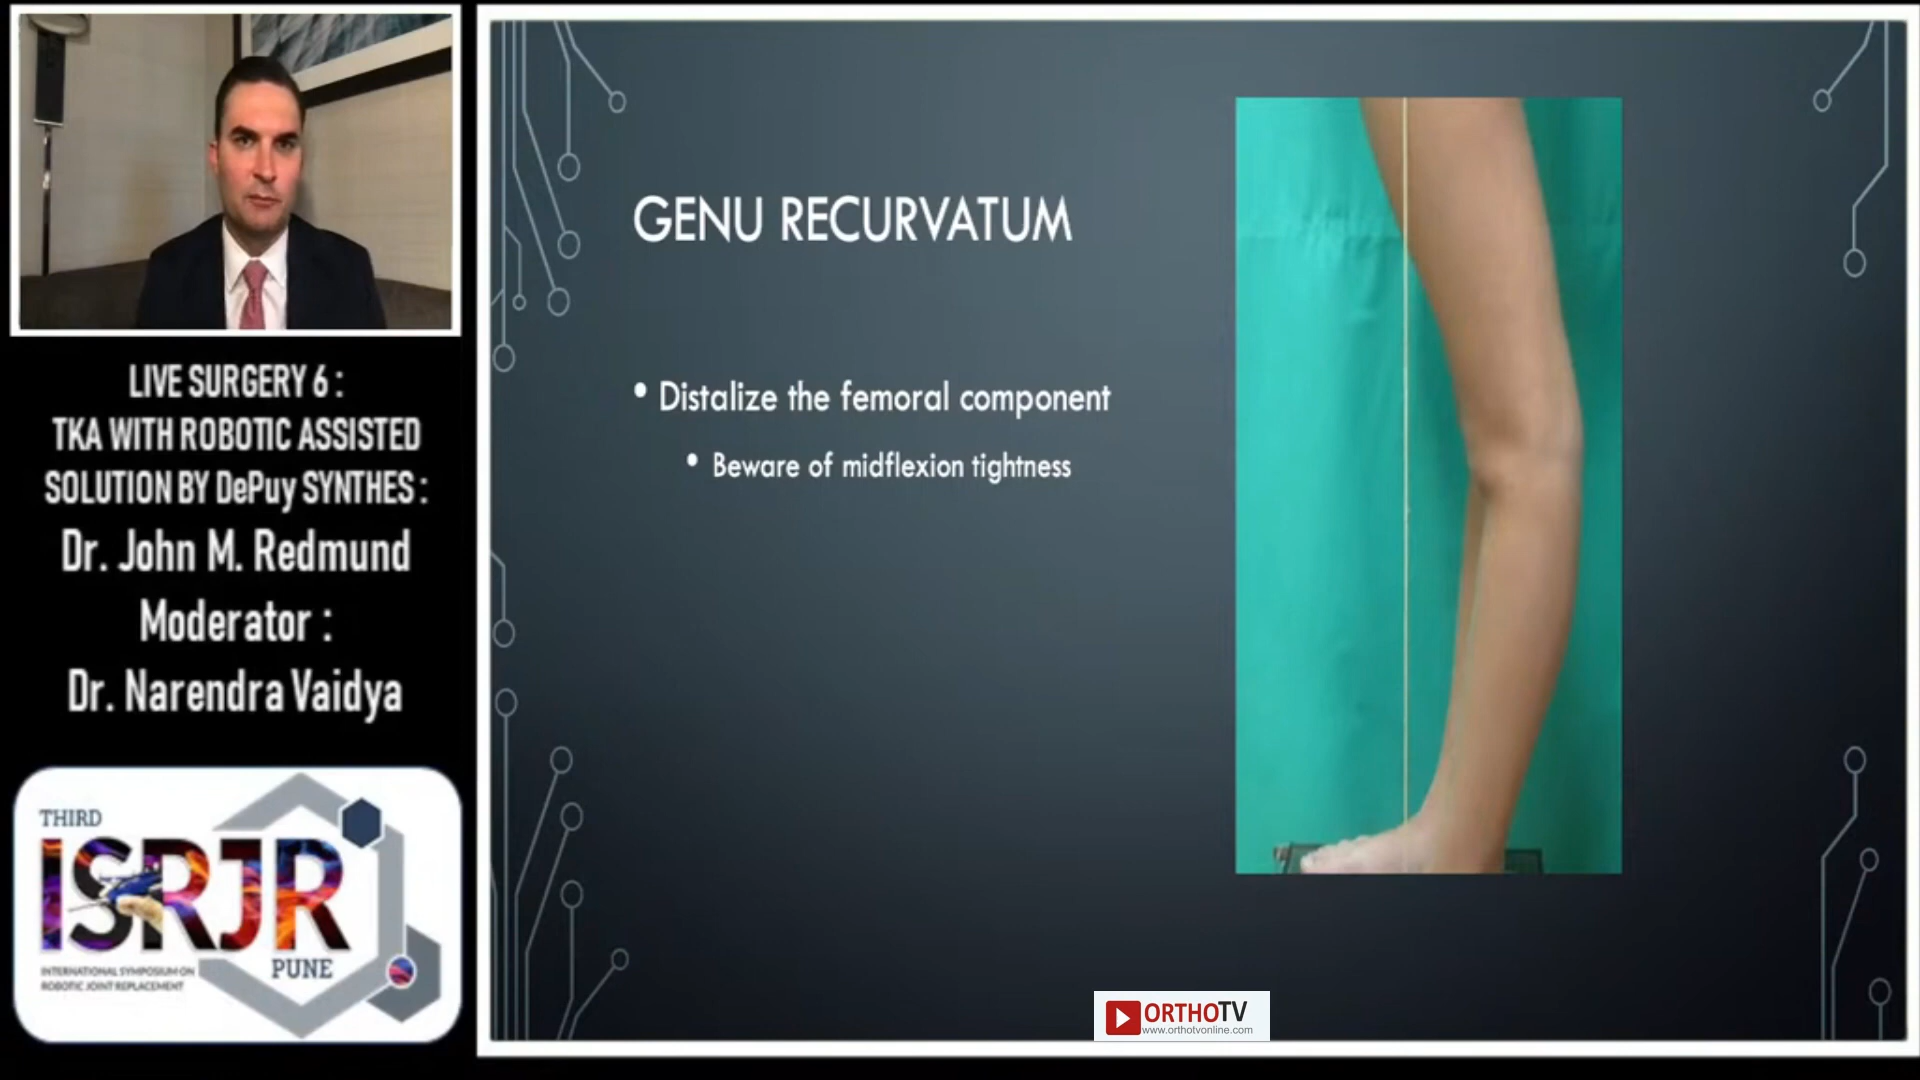 LIVE SURGERY 6 :
TKA WITH ROBOTIC ASSISTED
SOLUTION BY DePuy SYNTHES :
Dr. John M. Redmund
Moderator :
Dr. Narendra Vaidya
THIRD
ISRJR
PUNE
INTERNATIONAL SYMPOSIUM ON
ROBOTIC JOINT REPLACEMENT
GENU RECURVATUM
• Distalize the femoral component
• Beware of midflexion tightness
ORTHOTV
www.orthotvonline.com